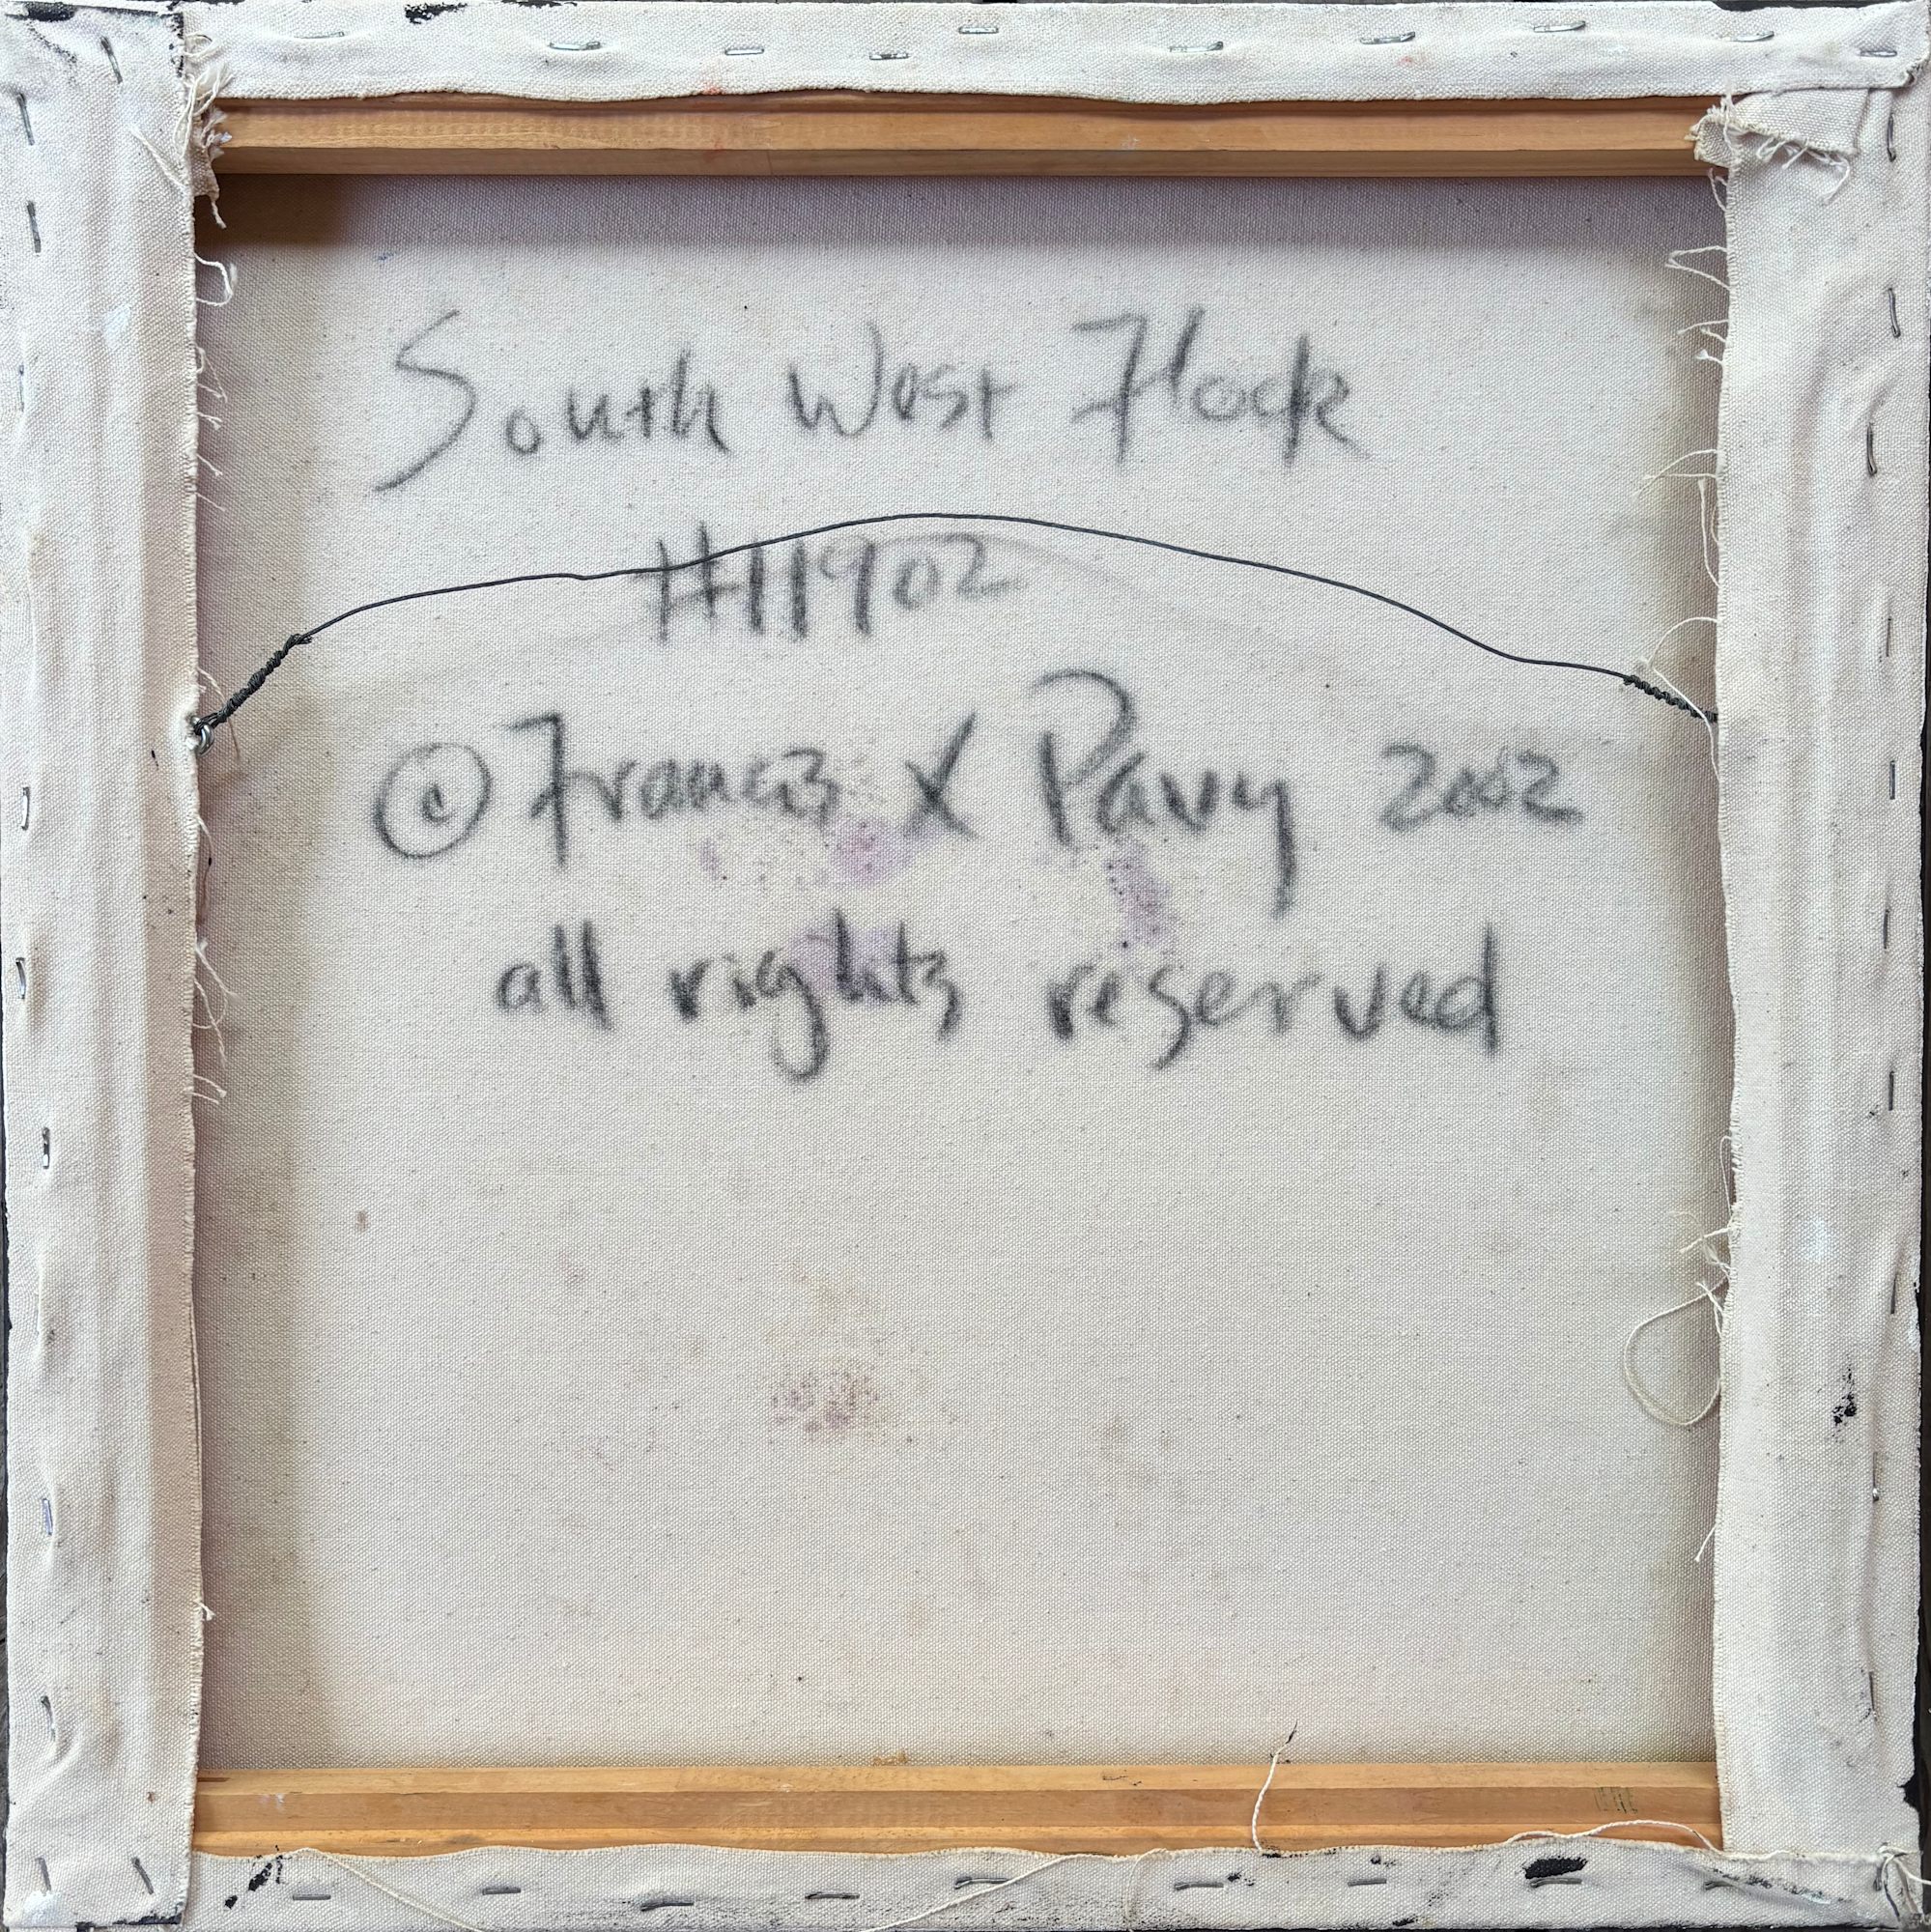 South West Flock
#11902
© Francis X Pavy 2002
all rights reserved